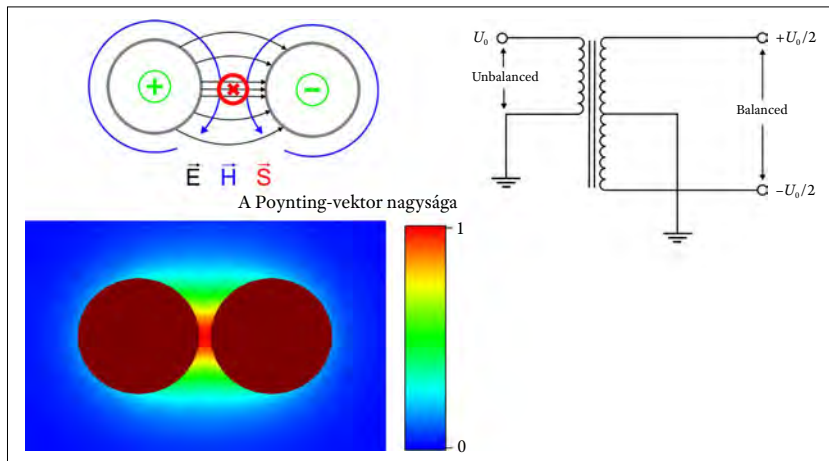 +
−
E H S
U₀
Unbalanced
+U₀/2
Balanced
−U₀/2
A Poynting-vektor nagysága
1
0